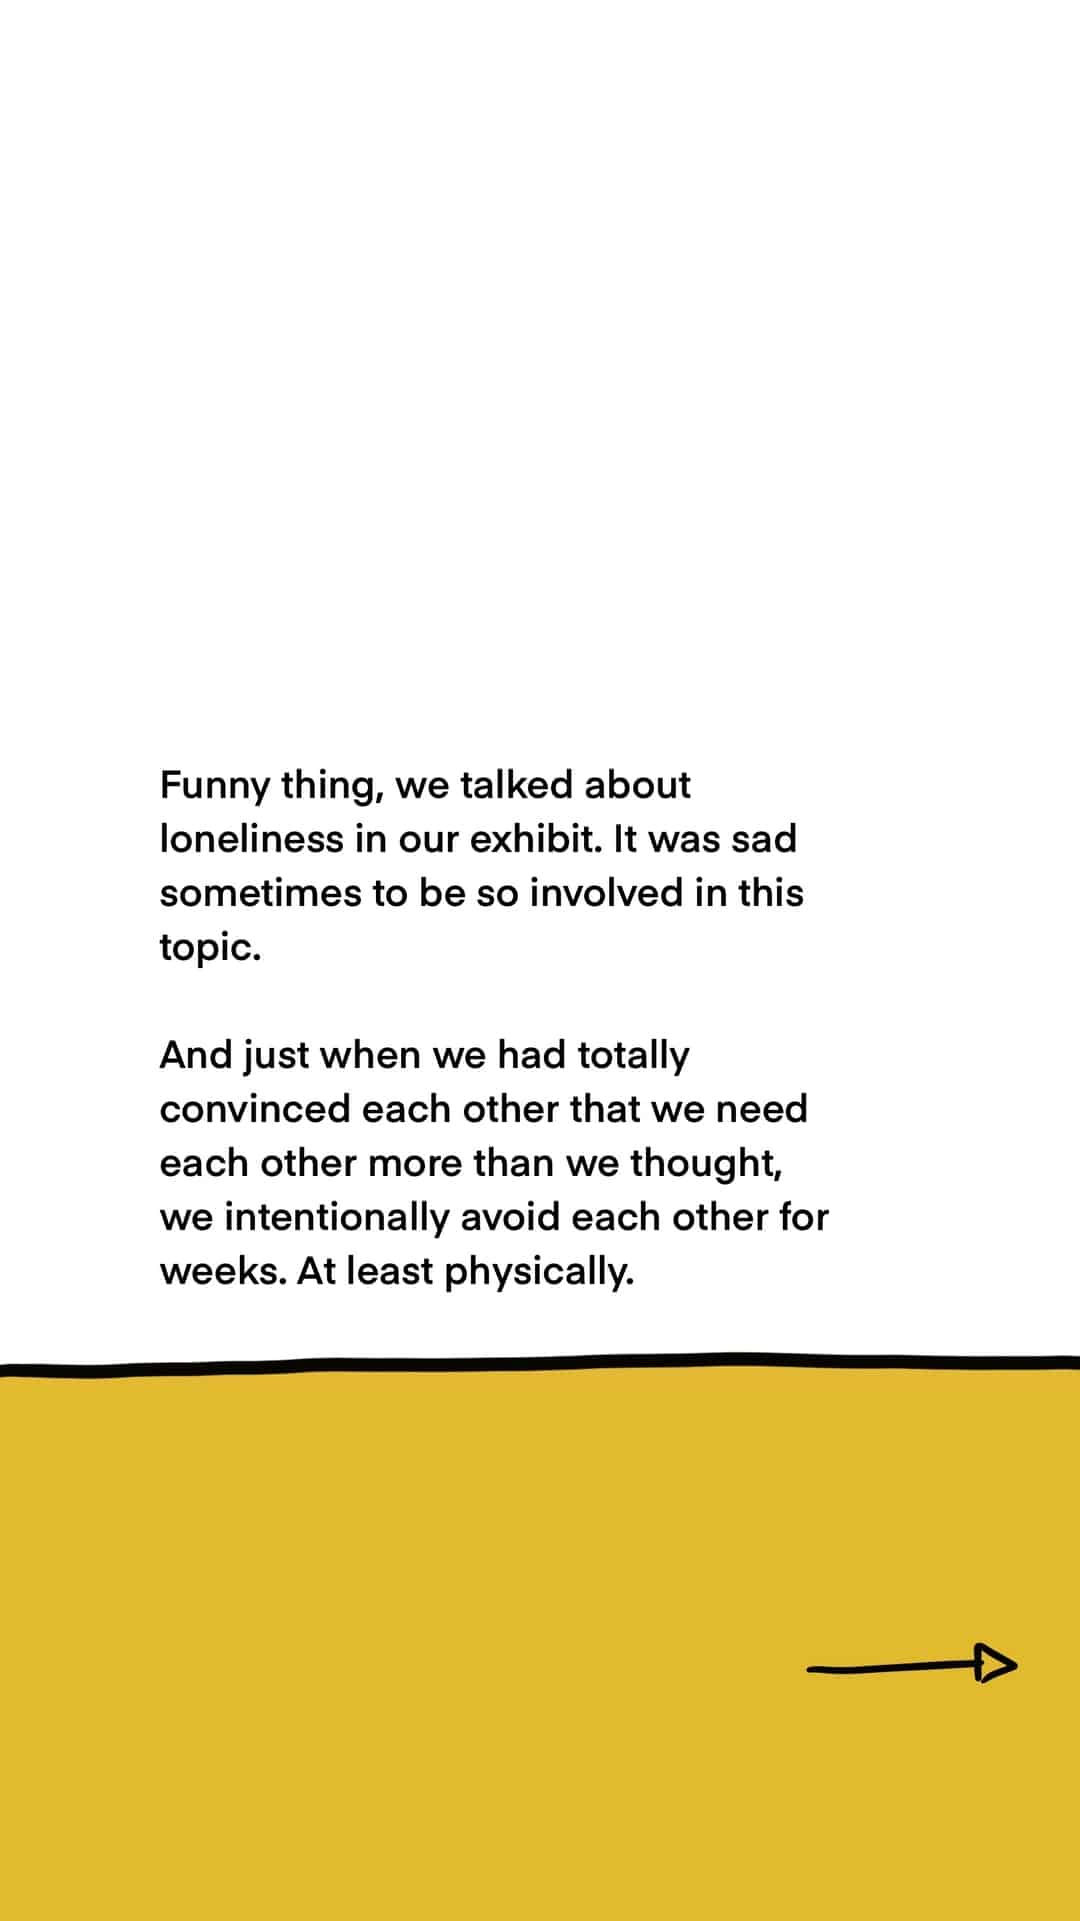 Funny thing, we talked about
loneliness in our exhibit. It was sad
sometimes to be so involved in this
topic.
And just when we had totally
convinced each other that we need
each other more than we thought,
we intentionally avoid each other for
weeks. At least physically.